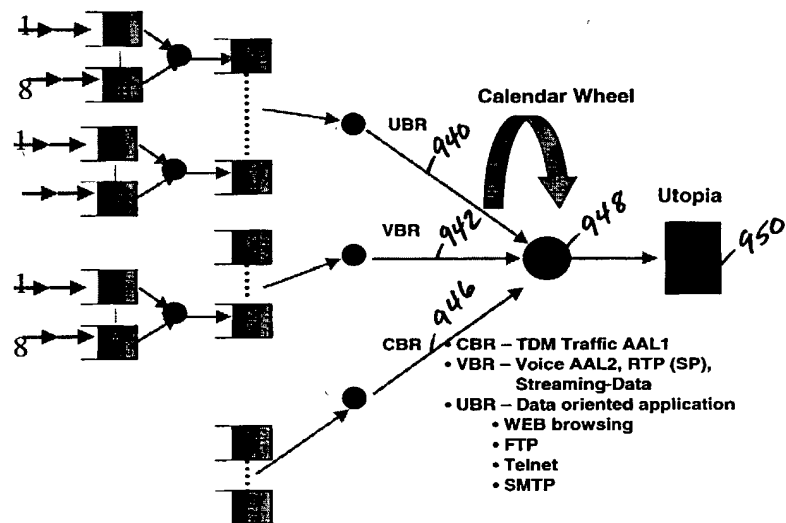 1
8
1
1
8
UBR
940
Calendar Wheel
Utopia
VBR
942
948
950
CBR
946
• CBR – TDM Traffic AAL1
• VBR – Voice AAL2, RTP (SP),
Streaming-Data
• UBR – Data oriented application
• WEB browsing
• FTP
• Telnet
• SMTP